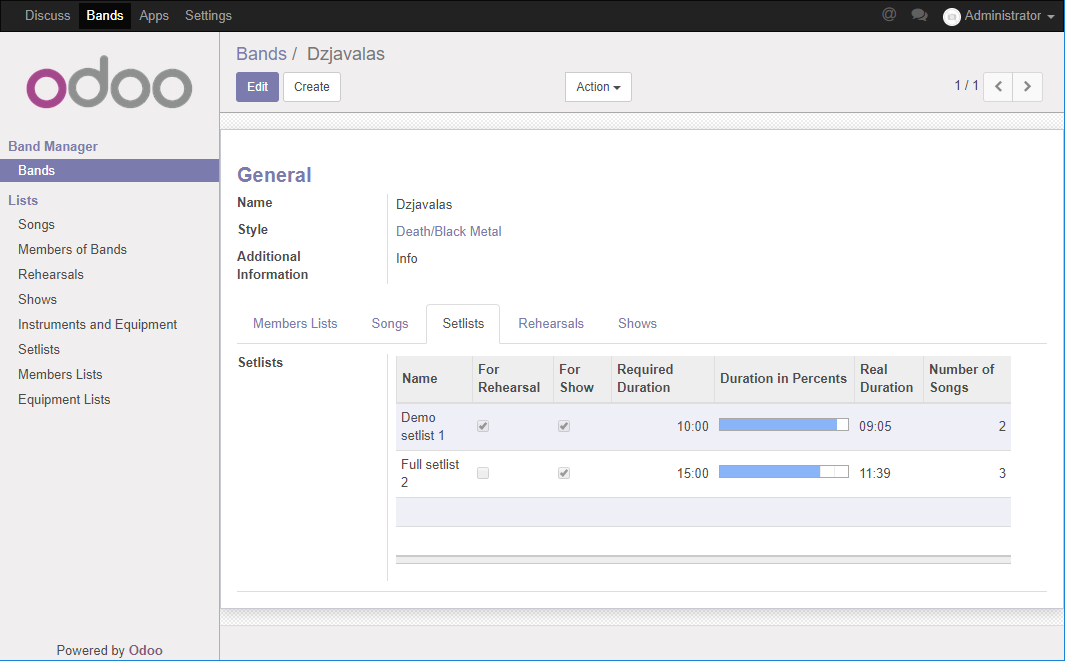 Discuss Bands Apps Settings @ Administrator
odoo
Band Manager
Bands
Lists
Songs
Members of Bands
Rehearsals
Shows
Instruments and Equipment
Setlists
Members Lists
Equipment Lists
Powered by Odoo
Bands / Dzjavalas
Edit Create Action 1 / 1
General
Name Dzjavalas
Style Death/Black Metal
Additional
Information
Info
Members Lists Songs Setlists Rehearsals Shows
Setlists
Name
For
Rehearsal
For
Show
Required
Duration
Duration in Percents
Real
Duration
Number of
Songs
Demo
setlist 1
10:00 09:05 2
Full setlist
2
15:00 11:39 3